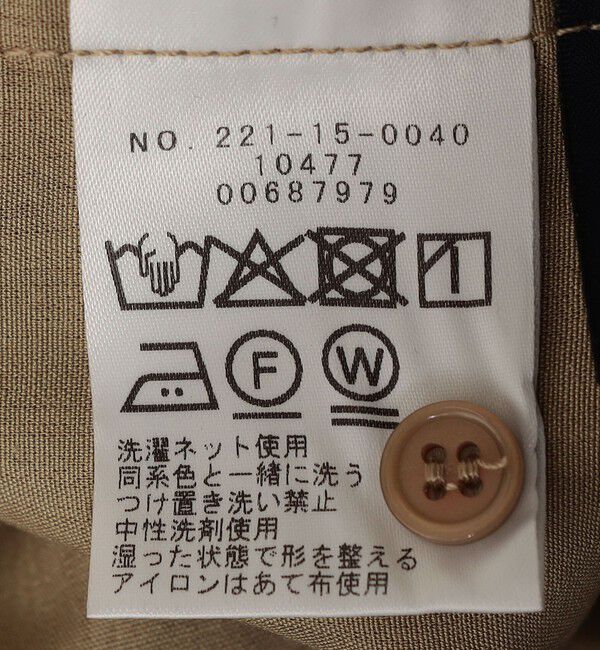 NO. 221-15-0040
10477
00687979
F W
洗濯ネット使用
同系色と一緒に洗う
つけ置き洗い禁止
中性洗剤使用
湿った状態で形を整える
アイロンはあて布使用